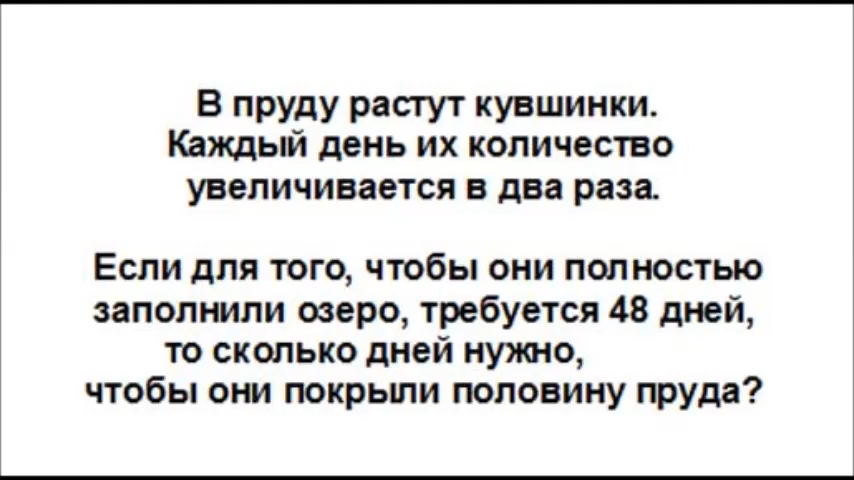 В пруду растут кувшинки.
Каждый день их количество
увеличивается в два раза.
Если для того, чтобы они полностью
заполнили озеро, требуется 48 дней,
то сколько дней нужно,
чтобы они покрыли половину пруда?